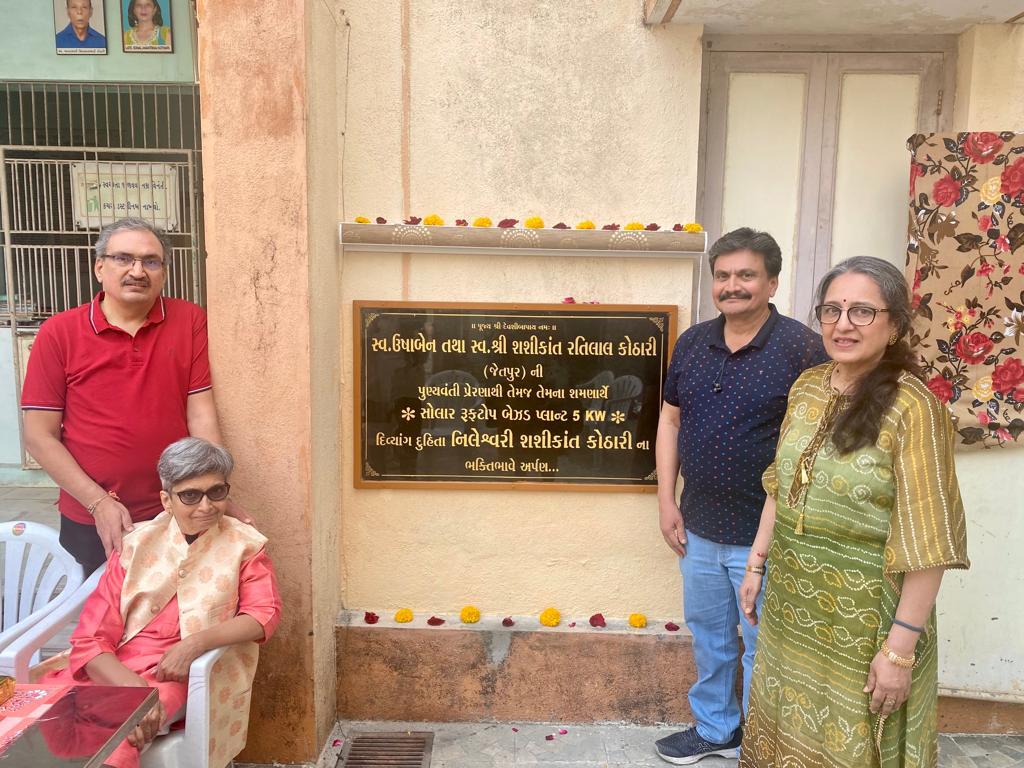 ॥ પૂજ્ય શ્રી દેવશીબાપાય નમઃ ॥
સ્વ.ઉષાબેન તથા સ્વ.શ્રી શશીકાંત રતિલાલ કોઠારી
(જેતપુર) ની
પુણ્યવંતી પ્રેરણાથી તેમજ તેમના શ્રમણાર્થે
✻ સોલાર રૂફટોપ બેઝડ પ્લાન્ટ 5 KW ✻
દિવ્યાંગ દુહિતા નિલેશ્વરી શશીકાંત કોઠારી ના
ભક્તિભાવે અર્પણ...